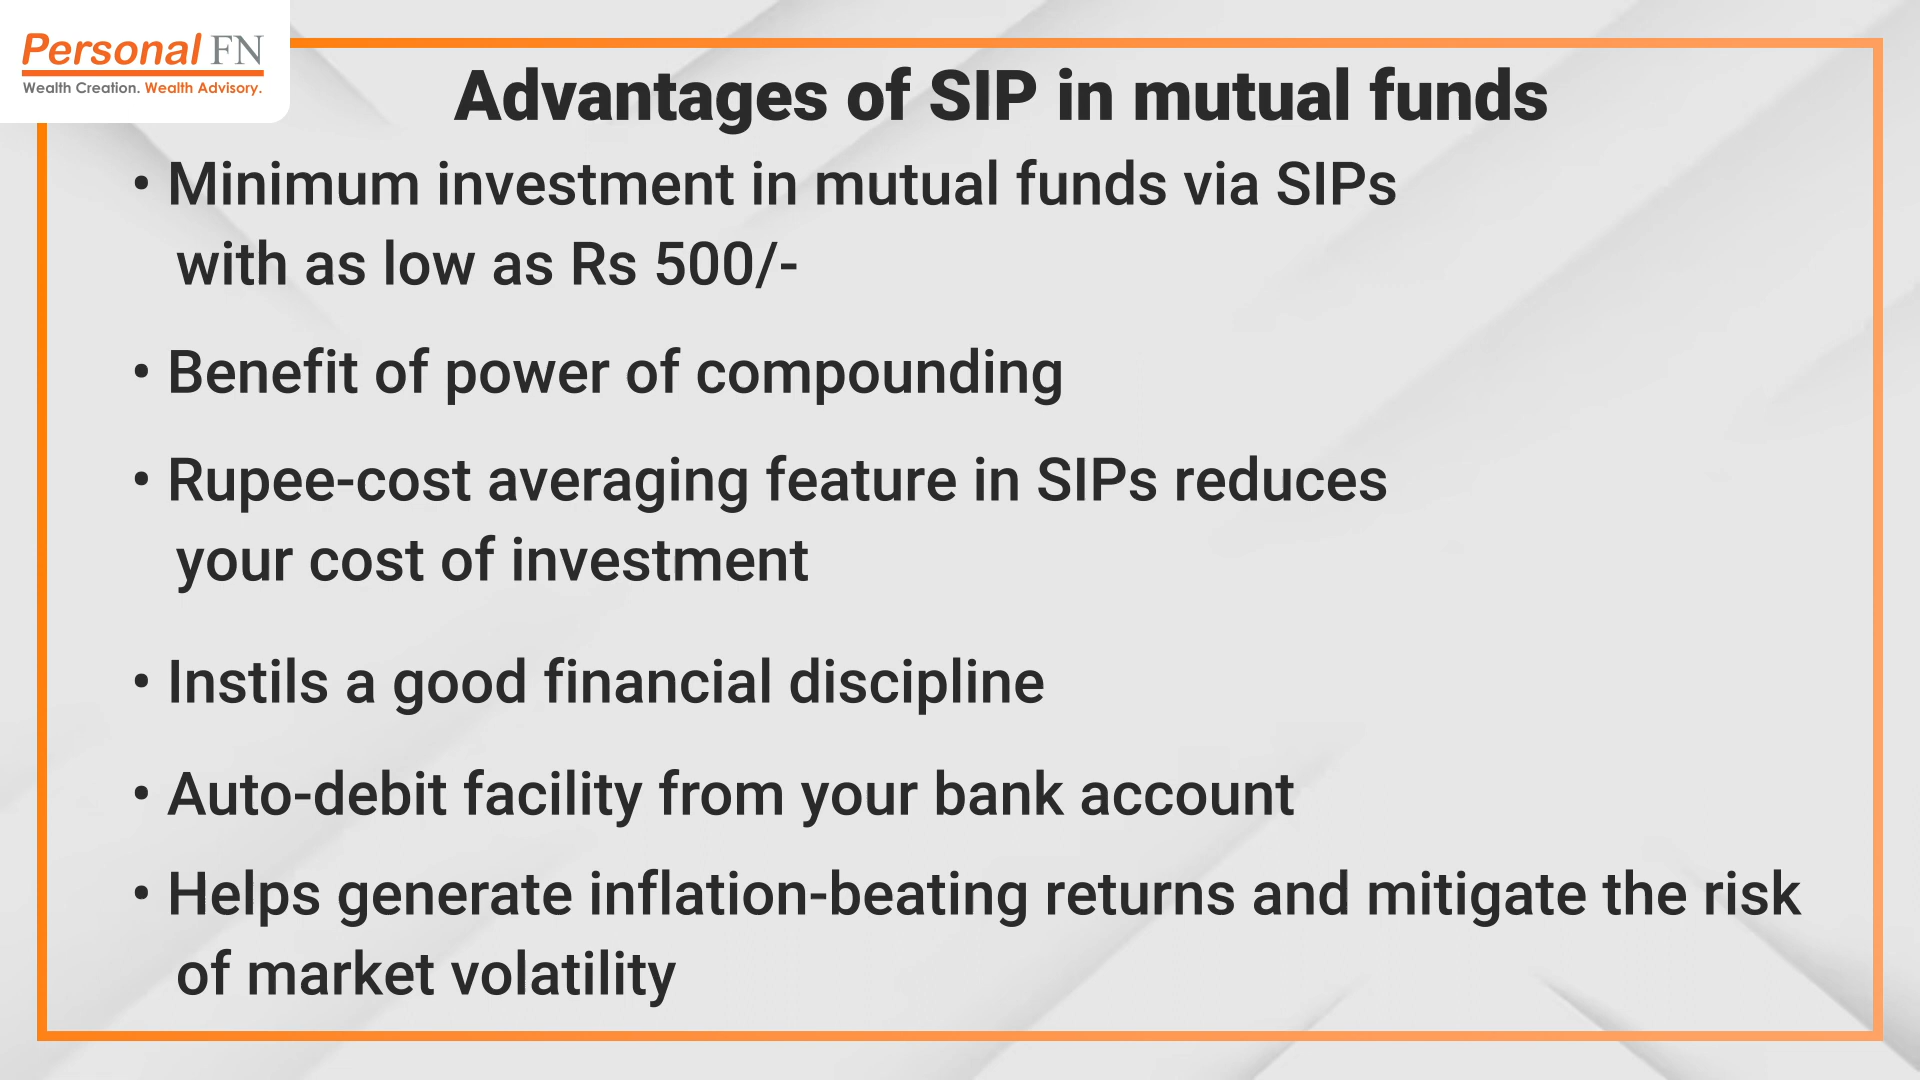 Personal FN
Wealth Creation. Wealth Advisory.
Advantages of SIP in mutual funds
• Minimum investment in mutual funds via SIPs
with as low as Rs 500/-
• Benefit of power of compounding
• Rupee-cost averaging feature in SIPs reduces
your cost of investment
• Instils a good financial discipline
• Auto-debit facility from your bank account
• Helps generate inflation-beating returns and mitigate the risk
of market volatility